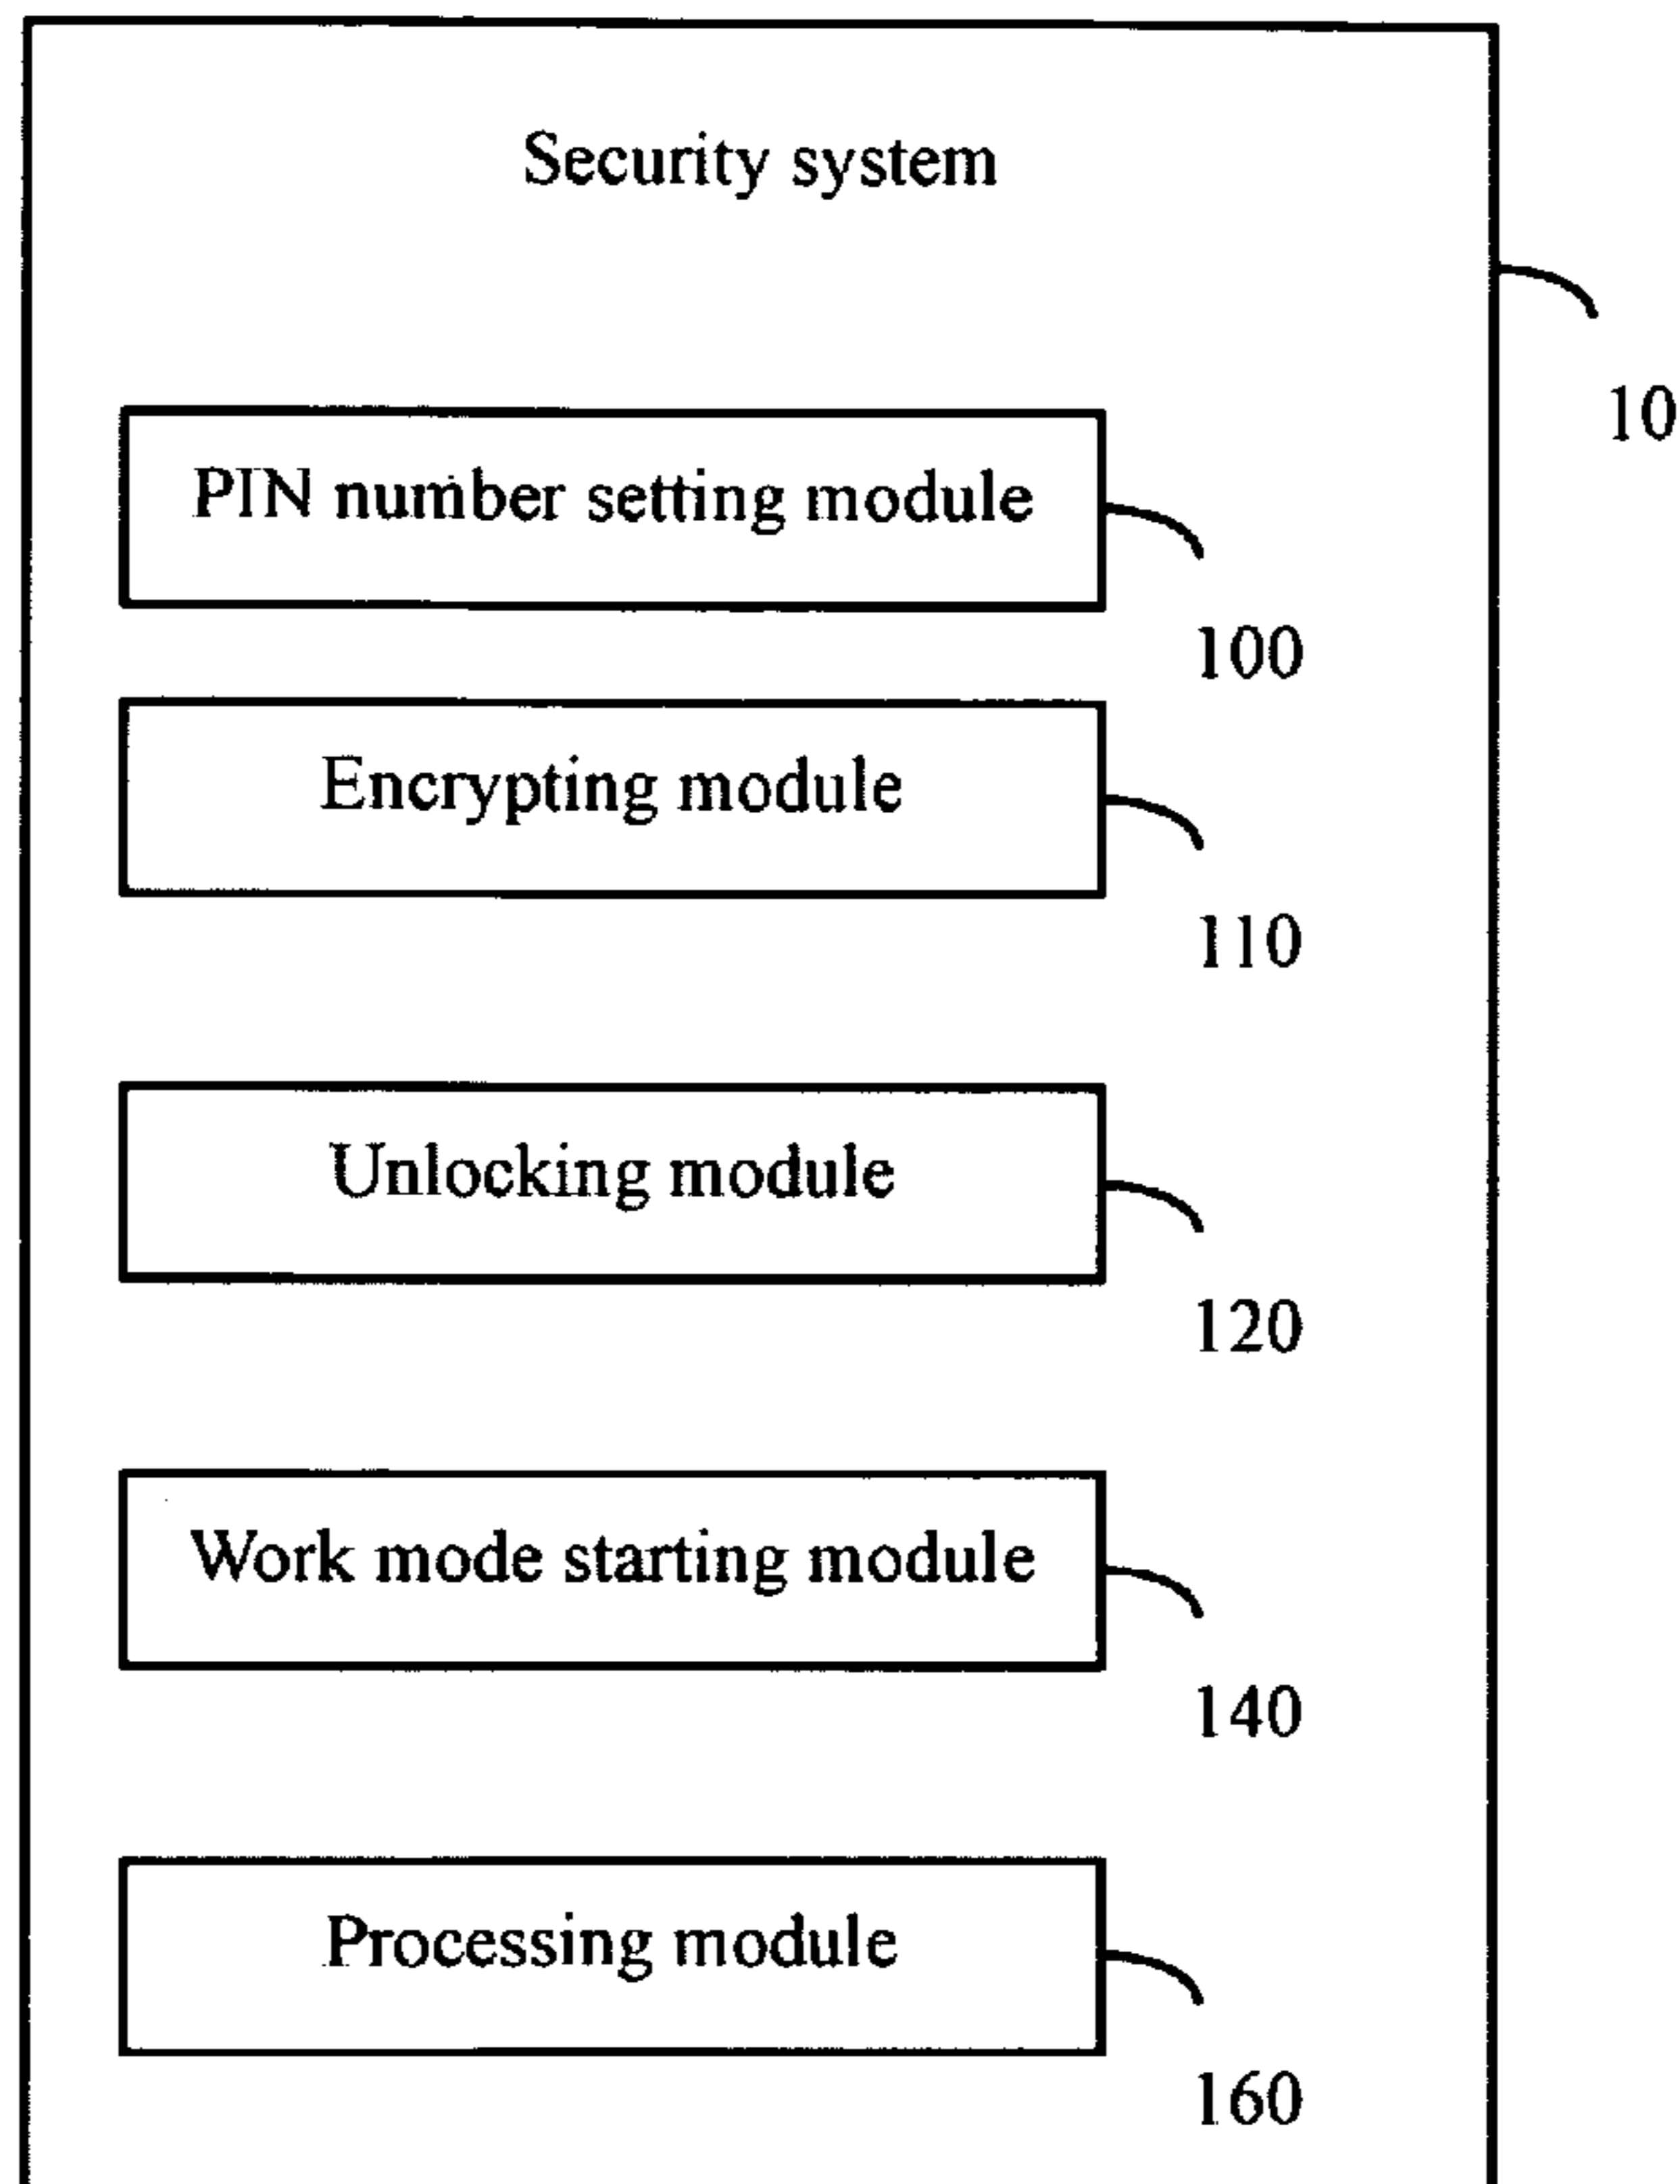 Security system
10
PIN number setting module
100
Encrypting module
110
Unlocking module
120
Work mode starting module
140
Processing module
160